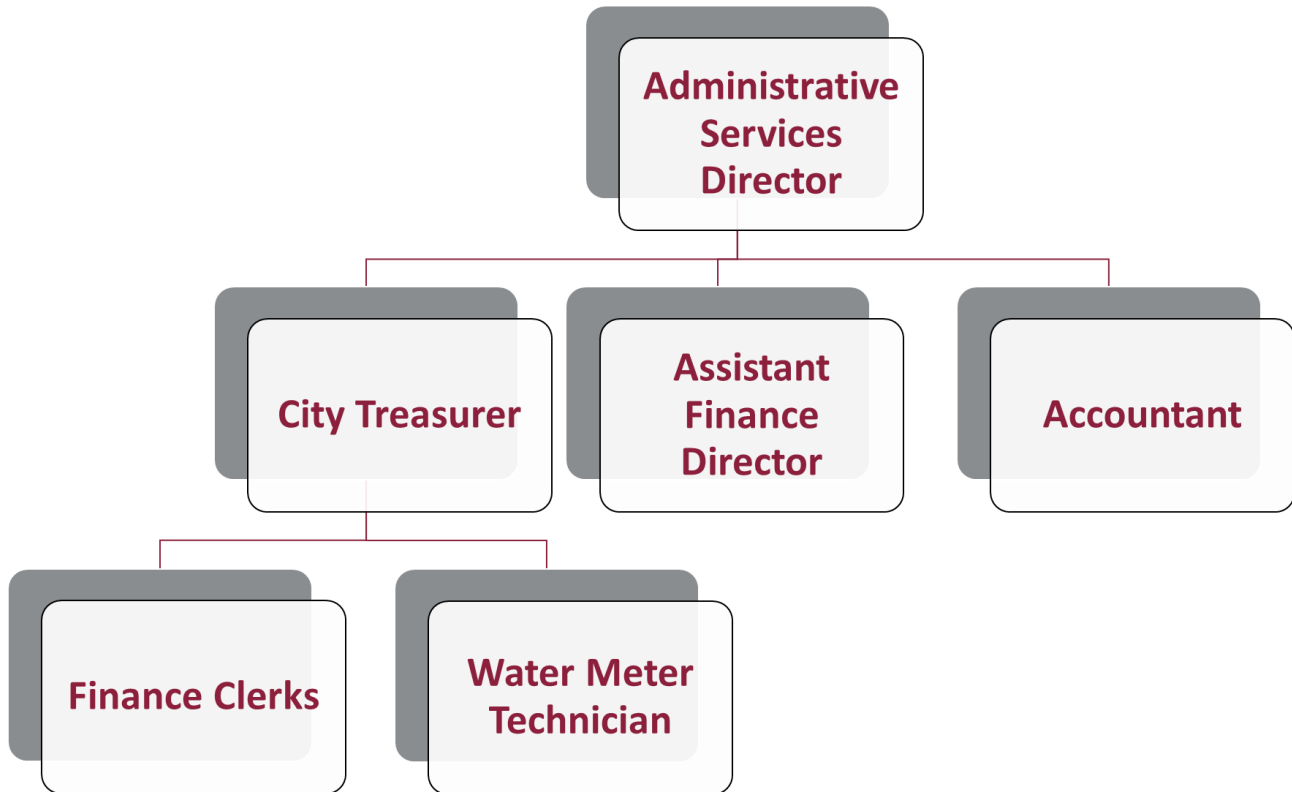 Administrative
Services
Director
City Treasurer
Assistant
Finance
Director
Accountant
Finance Clerks
Water Meter
Technician